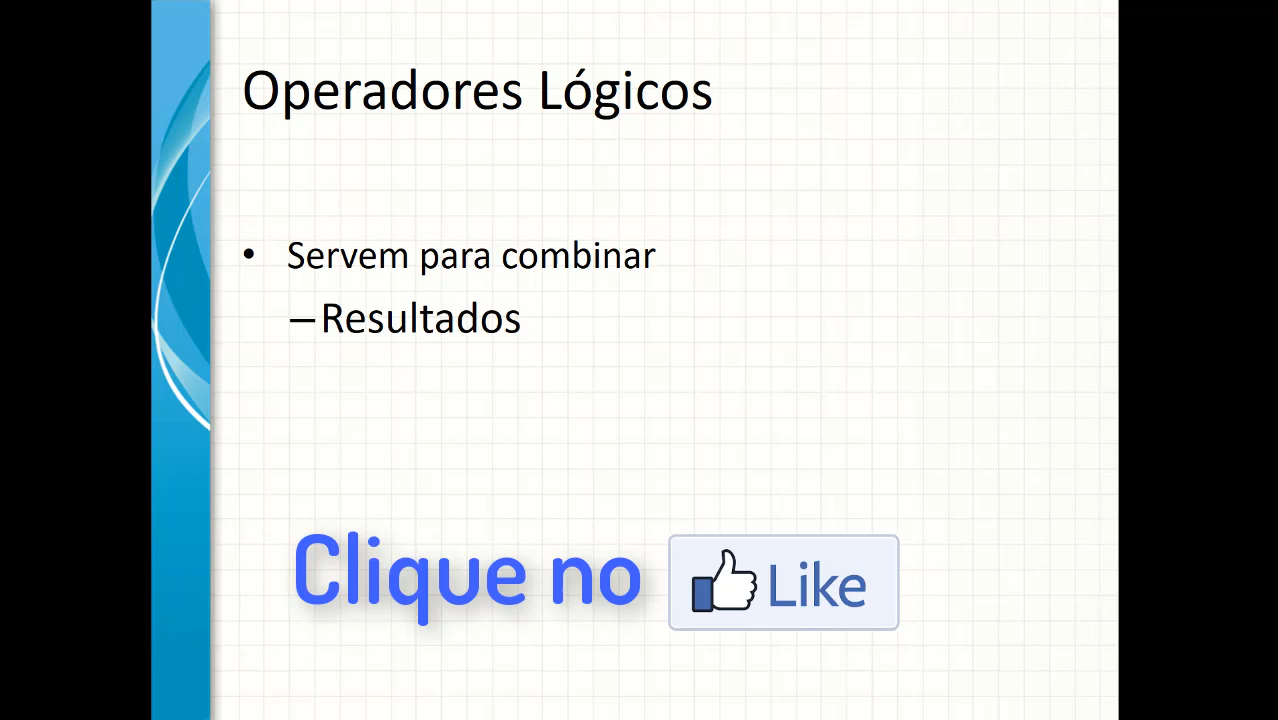 Operadores Lógicos
• Servem para combinar
–Resultados
Clique no Like